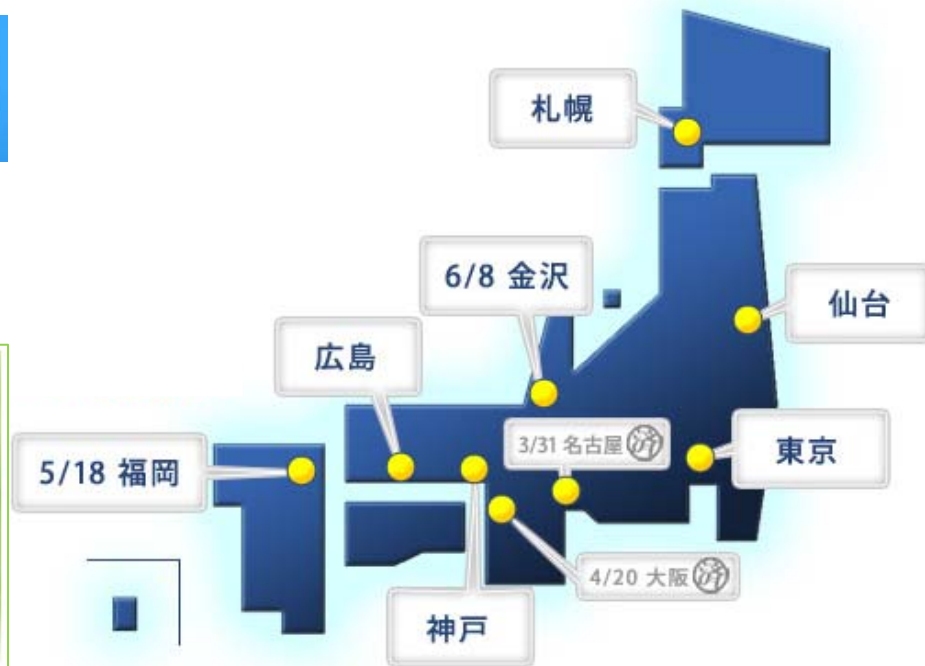 札幌
6/8 金沢
仙台
広島
3/31 名古屋 済
東京
5/18 福岡
4/20 大阪 済
神戸